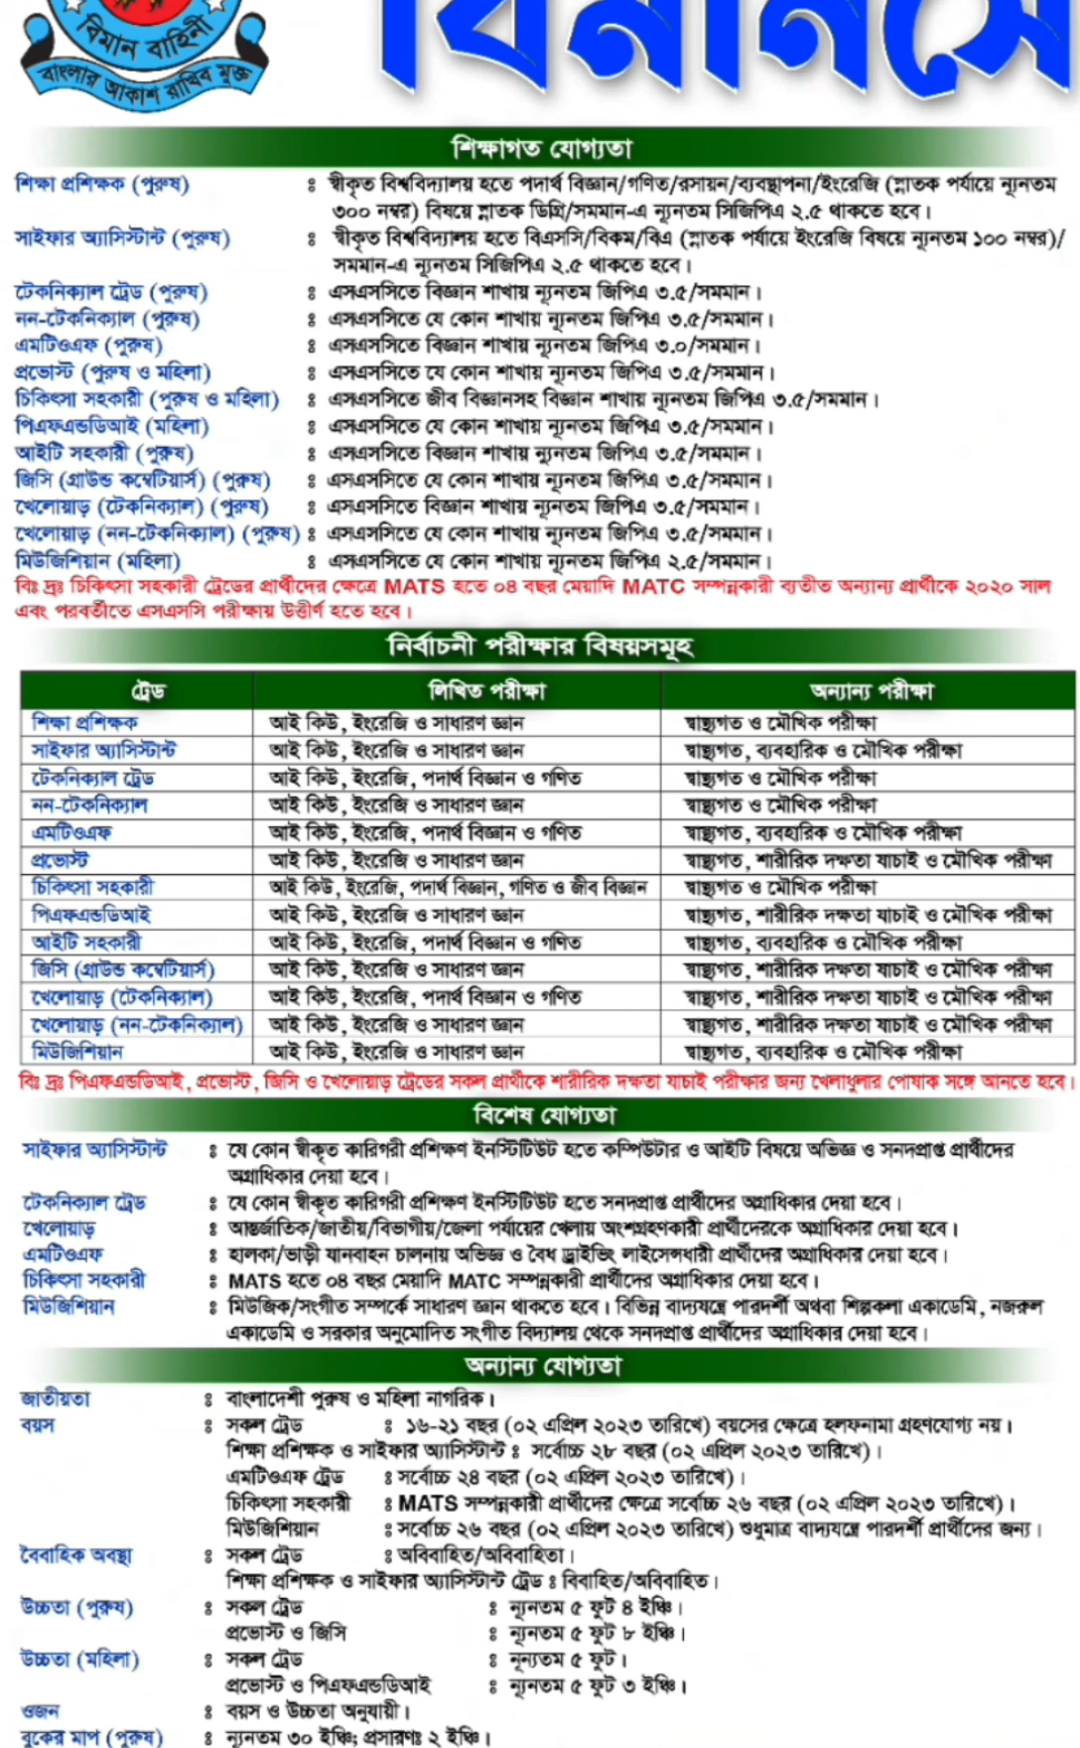 বিমান বাহিনী
বাংলার আকাশ রাখিব মুক্ত
বিমানসে
শিক্ষাগত যোগ্যতা
শিক্ষা প্রশিক্ষক (পুরুষ) ঃ স্বীকৃত বিশ্ববিদ্যালয় হতে পদার্থ বিজ্ঞান/গণিত/রসায়ন/ব্যবস্থাপনা/ইংরেজি (স্নাতক পর্যায়ে ন্যূনতম
৩০০ নম্বর) বিষয়ে স্নাতক ডিগ্রি/সমমান-এ ন্যূনতম সিজিপিএ ২.৫ থাকতে হবে।
সাইফার অ্যাসিস্টান্ট (পুরুষ) ঃ স্বীকৃত বিশ্ববিদ্যালয় হতে বিএসসি/বিকম/বিএ (স্নাতক পর্যায়ে ইংরেজি বিষয়ে ন্যূনতম ১০০ নম্বর)/
সমমান-এ ন্যূনতম সিজিপিএ ২.৫ থাকতে হবে।
টেকনিক্যাল ট্রেড (পুরুষ) ঃ এসএসসিতে বিজ্ঞান শাখায় ন্যূনতম জিপিএ ৩.৫/সমমান।
নন-টেকনিক্যাল (পুরুষ) ঃ এসএসসিতে যে কোন শাখায় ন্যূনতম জিপিএ ৩.৫/সমমান।
এমটিওএফ (পুরুষ) ঃ এসএসসিতে বিজ্ঞান শাখায় ন্যূনতম জিপিএ ৩.০/সমমান।
প্রভোস্ট (পুরুষ ও মহিলা) ঃ এসএসসিতে যে কোন শাখায় ন্যূনতম জিপিএ ৩.৫/সমমান।
চিকিৎসা সহকারী (পুরুষ ও মহিলা) ঃ এসএসসিতে জীব বিজ্ঞানসহ বিজ্ঞান শাখায় ন্যূনতম জিপিএ ৩.৫/সমমান।
পিএফএন্ডডিআই (মহিলা) ঃ এসএসসিতে যে কোন শাখায় ন্যূনতম জিপিএ ৩.৫/সমমান।
আইটি সহকারী (পুরুষ) ঃ এসএসসিতে বিজ্ঞান শাখায় ন্যূনতম জিপিএ ৩.৫/সমমান।
জিসি (গ্রাউন্ড কম্বেটিয়ার্স) (পুরুষ) ঃ এসএসসিতে যে কোন শাখায় ন্যূনতম জিপিএ ৩.৫/সমমান।
খেলোয়াড় (টেকনিক্যাল) (পুরুষ) ঃ এসএসসিতে বিজ্ঞান শাখায় ন্যূনতম জিপিএ ৩.৫/সমমান।
খেলোয়াড় (নন-টেকনিক্যাল) (পুরুষ) ঃ এসএসসিতে যে কোন শাখায় ন্যূনতম জিপিএ ৩.৫/সমমান।
মিউজিশিয়ান (মহিলা) ঃ এসএসসিতে যে কোন শাখায় ন্যূনতম জিপিএ ২.৫/সমমান।
বিঃ দ্রঃ চিকিৎসা সহকারী ট্রেডের প্রার্থীদের ক্ষেত্রে MATS হতে ০৪ বছর মেয়াদি MATC সম্পন্নকারী ব্যতীত অন্যান্য প্রার্থীকে ২০২০ সাল
এবং পরবর্তীতে এসএসসি পরীক্ষায় উত্তীর্ণ হতে হবে।
নির্বাচনী পরীক্ষার বিষয়সমূহ
ট্রেড লিখিত পরীক্ষা অন্যান্য পরীক্ষা
শিক্ষা প্রশিক্ষক আই কিউ, ইংরেজি ও সাধারণ জ্ঞান স্বাস্থ্যগত ও মৌখিক পরীক্ষা
সাইফার অ্যাসিস্টান্ট আই কিউ, ইংরেজি ও সাধারণ জ্ঞান স্বাস্থ্যগত, ব্যবহারিক ও মৌখিক পরীক্ষা
টেকনিক্যাল ট্রেড আই কিউ, ইংরেজি, পদার্থ বিজ্ঞান ও গণিত স্বাস্থ্যগত ও মৌখিক পরীক্ষা
নন-টেকনিক্যাল আই কিউ, ইংরেজি ও সাধারণ জ্ঞান স্বাস্থ্যগত ও মৌখিক পরীক্ষা
এমটিওএফ আই কিউ, ইংরেজি, পদার্থ বিজ্ঞান ও গণিত স্বাস্থ্যগত, ব্যবহারিক ও মৌখিক পরীক্ষা
প্রভোস্ট আই কিউ, ইংরেজি ও সাধারণ জ্ঞান স্বাস্থ্যগত, শারীরিক দক্ষতা যাচাই ও মৌখিক পরীক্ষা
চিকিৎসা সহকারী আই কিউ, ইংরেজি, পদার্থ বিজ্ঞান, গণিত ও জীব বিজ্ঞান স্বাস্থ্যগত ও মৌখিক পরীক্ষা
পিএফএন্ডডিআই আই কিউ, ইংরেজি ও সাধারণ জ্ঞান স্বাস্থ্যগত, শারীরিক দক্ষতা যাচাই ও মৌখিক পরীক্ষা
আইটি সহকারী আই কিউ, ইংরেজি, পদার্থ বিজ্ঞান ও গণিত স্বাস্থ্যগত, ব্যবহারিক ও মৌখিক পরীক্ষা
জিসি (গ্রাউন্ড কম্বেটিয়ার্স) আই কিউ, ইংরেজি ও সাধারণ জ্ঞান স্বাস্থ্যগত, শারীরিক দক্ষতা যাচাই ও মৌখিক পরীক্ষা
খেলোয়াড় (টেকনিক্যাল) আই কিউ, ইংরেজি, পদার্থ বিজ্ঞান ও গণিত স্বাস্থ্যগত, শারীরিক দক্ষতা যাচাই ও মৌখিক পরীক্ষা
খেলোয়াড় (নন-টেকনিক্যাল) আই কিউ, ইংরেজি ও সাধারণ জ্ঞান স্বাস্থ্যগত, শারীরিক দক্ষতা যাচাই ও মৌখিক পরীক্ষা
মিউজিশিয়ান আই কিউ, ইংরেজি ও সাধারণ জ্ঞান স্বাস্থ্যগত, ব্যবহারিক ও মৌখিক পরীক্ষা
বিঃ দ্রঃ পিএফএন্ডডিআই, প্রভোস্ট, জিসি ও খেলোয়াড় ট্রেডের সকল প্রার্থীকে শারীরিক দক্ষতা যাচাই পরীক্ষার জন্য খেলাধুলার পোষাক সঙ্গে আনতে হবে।
বিশেষ যোগ্যতা
সাইফার অ্যাসিস্টান্ট ঃ যে কোন স্বীকৃত কারিগরী প্রশিক্ষণ ইনস্টিটিউট হতে কম্পিউটার ও আইটি বিষয়ে অভিজ্ঞ ও সনদপ্রাপ্ত প্রার্থীদের
অগ্রাধিকার দেয়া হবে।
টেকনিক্যাল ট্রেড ঃ যে কোন স্বীকৃত কারিগরী প্রশিক্ষণ ইনস্টিটিউট হতে সনদপ্রাপ্ত প্রার্থীদের অগ্রাধিকার দেয়া হবে।
খেলোয়াড় ঃ আন্তর্জাতিক/জাতীয়/বিভাগীয়/জেলা পর্যায়ের খেলায় অংশগ্রহণকারী প্রার্থীদেরকে অগ্রাধিকার দেয়া হবে।
এমটিওএফ ঃ হালকা/ভাড়ী যানবাহন চালনায় অভিজ্ঞ ও বৈধ ড্রাইভিং লাইসেন্সধারী প্রার্থীদের অগ্রাধিকার দেয়া হবে।
চিকিৎসা সহকারী ঃ MATS হতে ০৪ বছর মেয়াদি MATC সম্পন্নকারী প্রার্থীদের অগ্রাধিকার দেয়া হবে।
মিউজিশিয়ান ঃ মিউজিক/সংগীত সম্পর্কে সাধারণ জ্ঞান থাকতে হবে। বিভিন্ন বাদ্যযন্ত্রে পারদর্শী অথবা শিল্পকলা একাডেমি, নজরুল
একাডেমি ও সরকার অনুমোদিত সংগীত বিদ্যালয় থেকে সনদপ্রাপ্ত প্রার্থীদের অগ্রাধিকার দেয়া হবে।
অন্যান্য যোগ্যতা
জাতীয়তা ঃ বাংলাদেশী পুরুষ ও মহিলা নাগরিক।
বয়স ঃ সকল ট্রেড ঃ ১৬-২১ বছর (০২ এপ্রিল ২০২৩ তারিখে) বয়সের ক্ষেত্রে হলফনামা গ্রহণযোগ্য নয়।
শিক্ষা প্রশিক্ষক ও সাইফার অ্যাসিস্টান্ট ঃ সর্বোচ্চ ২৮ বছর (০২ এপ্রিল ২০২৩ তারিখে)।
এমটিওএফ ট্রেড ঃ সর্বোচ্চ ২৪ বছর (০২ এপ্রিল ২০২৩ তারিখে)।
চিকিৎসা সহকারী ঃ MATS সম্পন্নকারী প্রার্থীদের ক্ষেত্রে সর্বোচ্চ ২৬ বছর (০২ এপ্রিল ২০২৩ তারিখে)।
মিউজিশিয়ান ঃ সর্বোচ্চ ২৬ বছর (০২ এপ্রিল ২০২৩ তারিখে) শুধুমাত্র বাদ্যযন্ত্রে পারদর্শী প্রার্থীদের জন্য।
বৈবাহিক অবস্থা ঃ সকল ট্রেড ঃ অবিবাহিত/অবিবাহিতা।
শিক্ষা প্রশিক্ষক ও সাইফার অ্যাসিস্টান্ট ট্রেড ঃ বিবাহিত/অবিবাহিত।
উচ্চতা (পুরুষ) ঃ সকল ট্রেড ঃ ন্যূনতম ৫ ফুট ৪ ইঞ্চি।
প্রভোস্ট ও জিসি ঃ ন্যূনতম ৫ ফুট ৮ ইঞ্চি।
উচ্চতা (মহিলা) ঃ সকল ট্রেড ঃ নূন্যতম ৫ ফুট।
প্রভোস্ট ও পিএফএন্ডডিআই ঃ ন্যূনতম ৫ ফুট ৩ ইঞ্চি।
ওজন ঃ বয়স ও উচ্চতা অনুযায়ী।
বুকের মাপ (পুরুষ) ঃ ন্যূনতম ৩০ ইঞ্চি; প্রসারণঃ ২ ইঞ্চি।